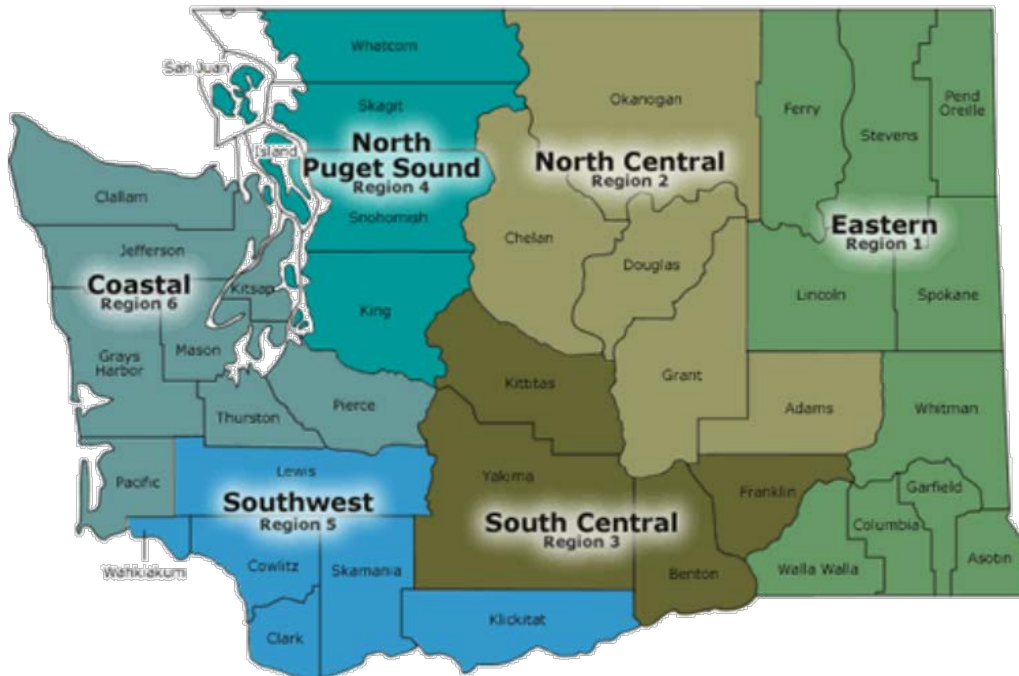 Whatcom
San Juan
Skagit
Okanogan
Ferry
Stevens
Pend
Oreille
Island
North
Puget Sound
Region 4
North Central
Region 2
Clallam
Snohomish
Chelan
Eastern
Region 1
Jefferson
Douglas
Coastal
Region 6
Kitsap
King
Lincoln
Spokane
Mason
Grays
Harbor
Kittitas
Grant
Adams
Whitman
Thurston
Pierce
Pacific
Lewis
Yakima
Franklin
Garfield
Southwest
Region 5
South Central
Region 3
Columbia
Wahkiakum
Cowlitz
Skamania
Benton
Walla Walla
Asotin
Clark
Klickitat